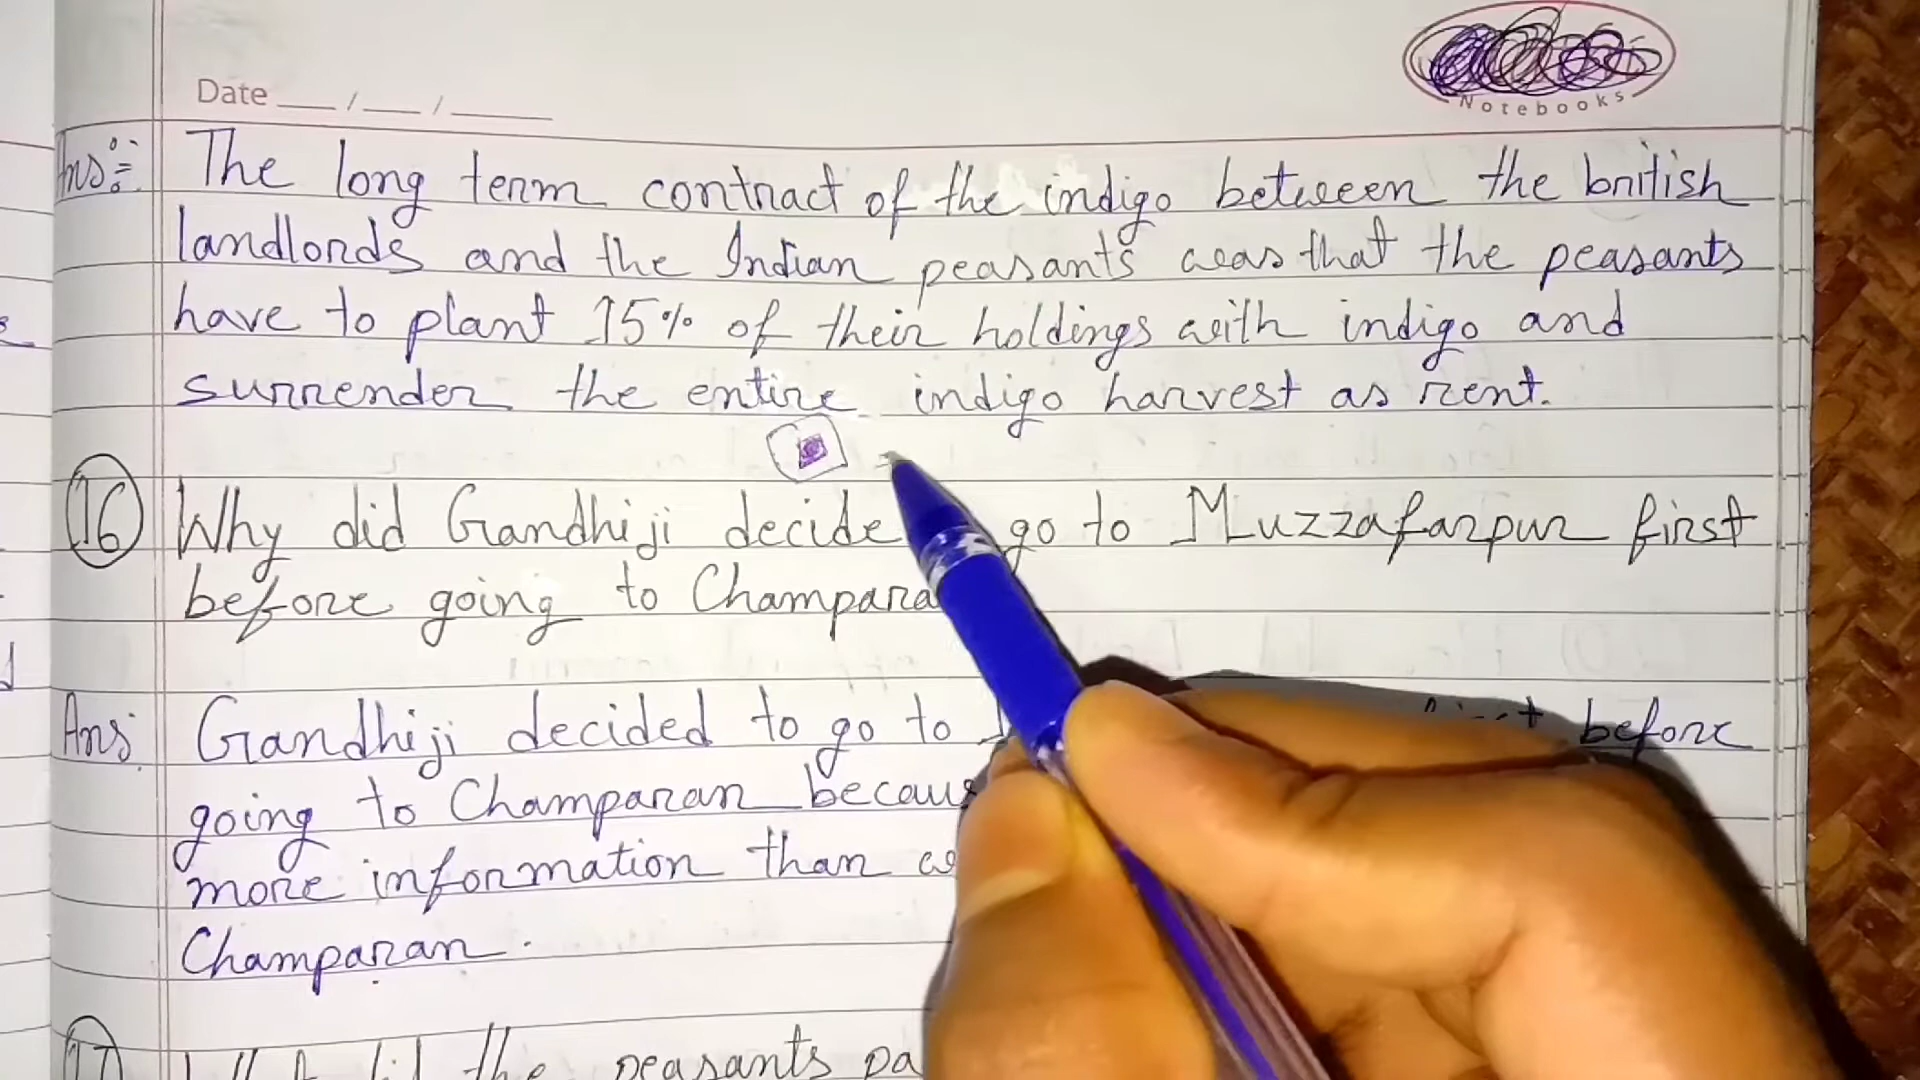 Date __/__/____
Notebooks
Ans:- The long term contract of the indigo between the british
landlords and the Indian peasants was that the peasants
have to plant 15% of their holdings with indigo and
surrender the entire indigo harvest as rent.
16 Why did Gandhiji decide go to Muzzafarpur first
before going to
Ans: Gandhiji decided to go to before
going to Champaran
more information than
Champaran.
the peasants